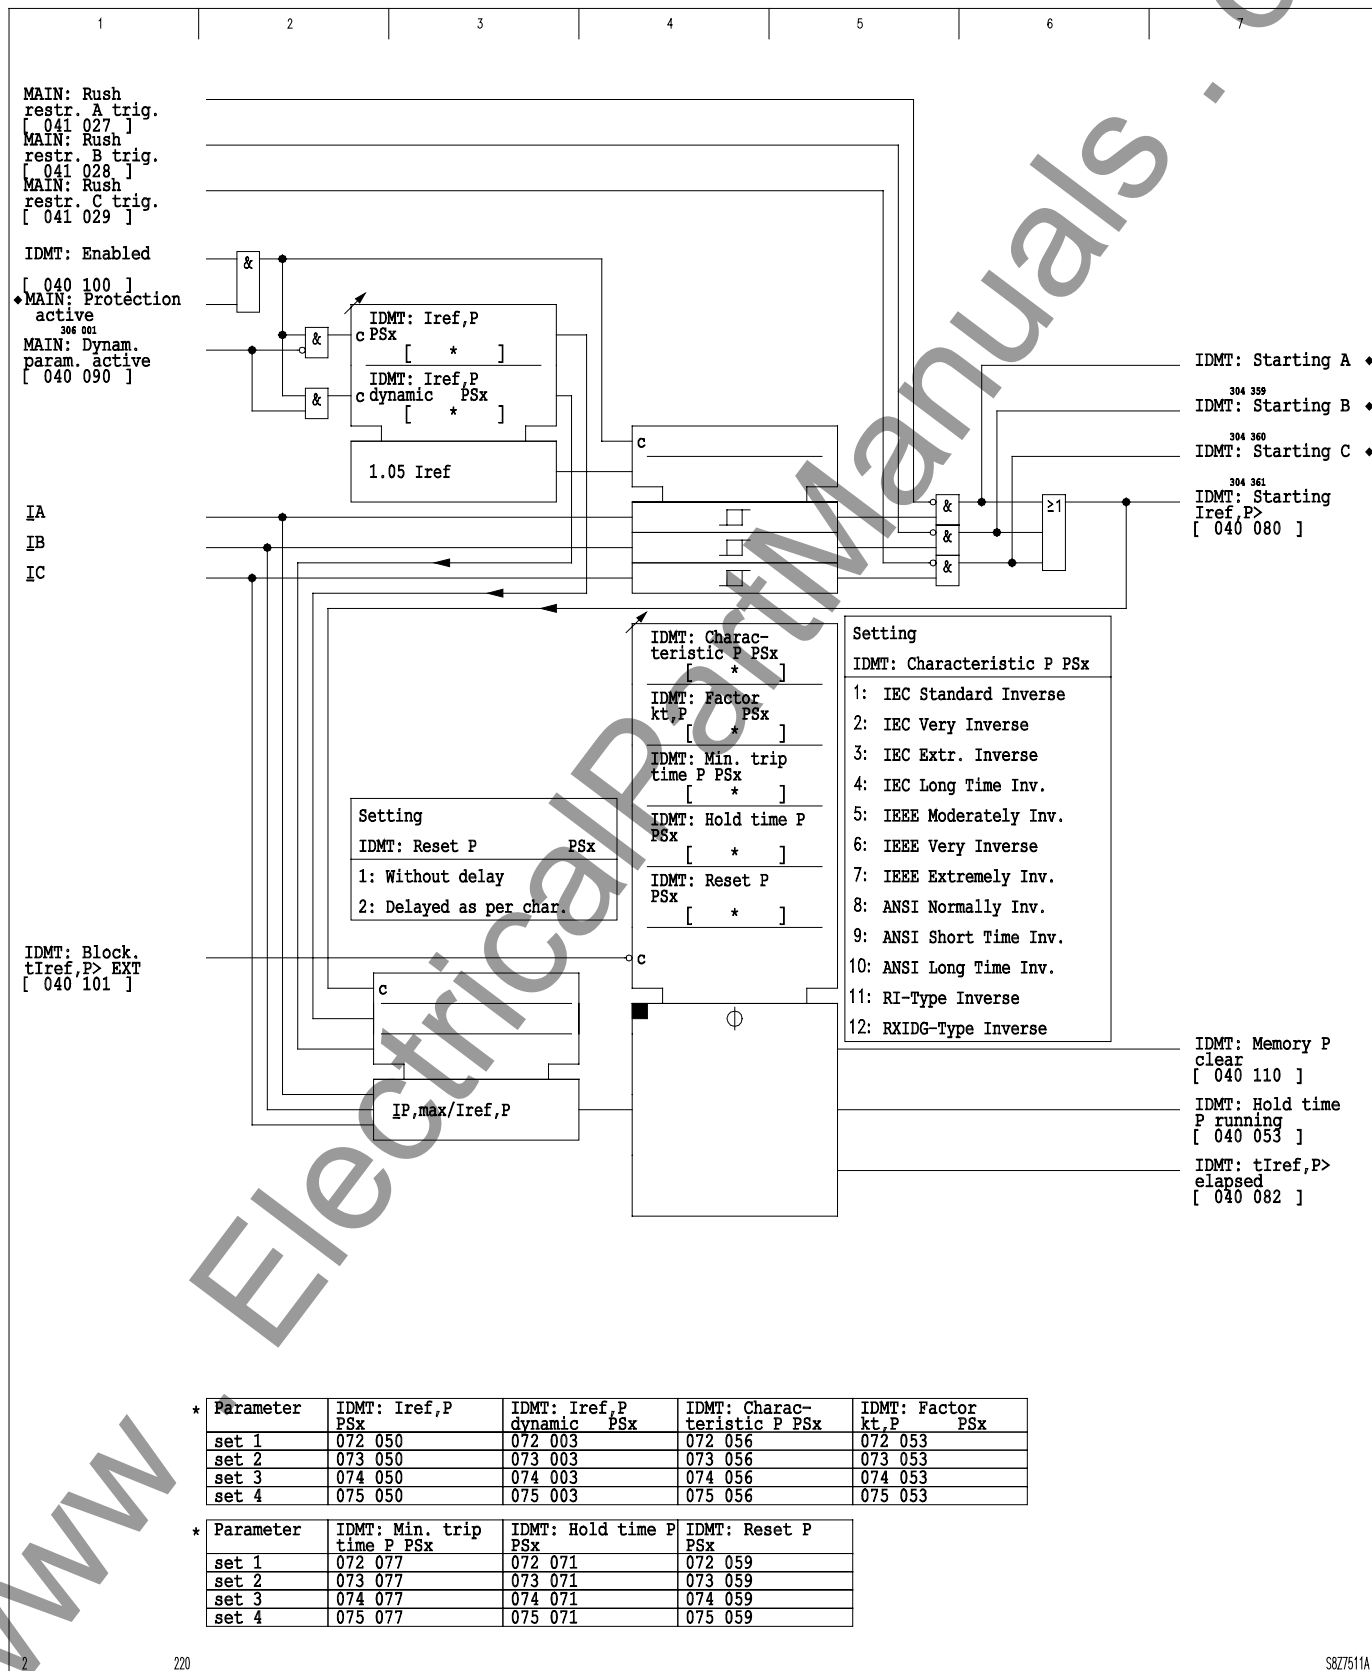 1 2 3 4 5 6 7
MAIN: Rush
restr. A trig.
[ 041 027 ]
MAIN: Rush
restr. B trig.
[ 041 028 ]
MAIN: Rush
restr. C trig.
[ 041 029 ]
IDMT: Enabled
[ 040 100 ]
◆MAIN: Protection
active
306 001
MAIN: Dynam.
param. active
[ 040 090 ]
&
&
&
IDMT: Iref,P
C PSx
[ * ]
IDMT: Iref,P
C dynamic PSx
[ * ]
1.05 Iref
C
IA
IB
IC
&
&
&
≥1
IDMT: Starting A ◆
304 359
IDMT: Starting B ◆
304 360
IDMT: Starting C ◆
304 361
IDMT: Starting
Iref,P>
[ 040 080 ]
IDMT: Charac-
teristic P PSx
[ * ]
IDMT: Factor
kt,P PSx
[ * ]
IDMT: Min. trip
time P PSx
[ * ]
IDMT: Hold time P
PSx
[ * ]
IDMT: Reset P
PSx
[ * ]
C
Setting
IDMT: Characteristic P PSx
1: IEC Standard Inverse
2: IEC Very Inverse
3: IEC Extr. Inverse
4: IEC Long Time Inv.
5: IEEE Moderately Inv.
6: IEEE Very Inverse
7: IEEE Extremely Inv.
8: ANSI Normally Inv.
9: ANSI Short Time Inv.
10: ANSI Long Time Inv.
11: RI-Type Inverse
12: RXIDG-Type Inverse
Setting
IDMT: Reset P PSx
1: Without delay
2: Delayed as per char.
IDMT: Block.
tIref,P> EXT
[ 040 101 ]
C
IP,max/Iref,P
IDMT: Memory P
clear
[ 040 110 ]
IDMT: Hold time
P running
[ 040 053 ]
IDMT: tIref,P>
elapsed
[ 040 082 ]
* Parameter IDMT: Iref,P IDMT: Iref,P IDMT: Charac- IDMT: Factor
PSx dynamic PSx teristic P PSx kt,P PSx
set 1 072 050 072 003 072 056 072 053
set 2 073 050 073 003 073 056 073 053
set 3 074 050 074 003 074 056 074 053
set 4 075 050 075 003 075 056 075 053
* Parameter IDMT: Min. trip IDMT: Hold time P IDMT: Reset P
time P PSx PSx PSx
set 1 072 077 072 071 072 059
set 2 073 077 073 071 073 059
set 3 074 077 074 071 074 059
set 4 075 077 075 071 075 059
2 220 S8Z7511A
www . ElectricalPartManuals . c